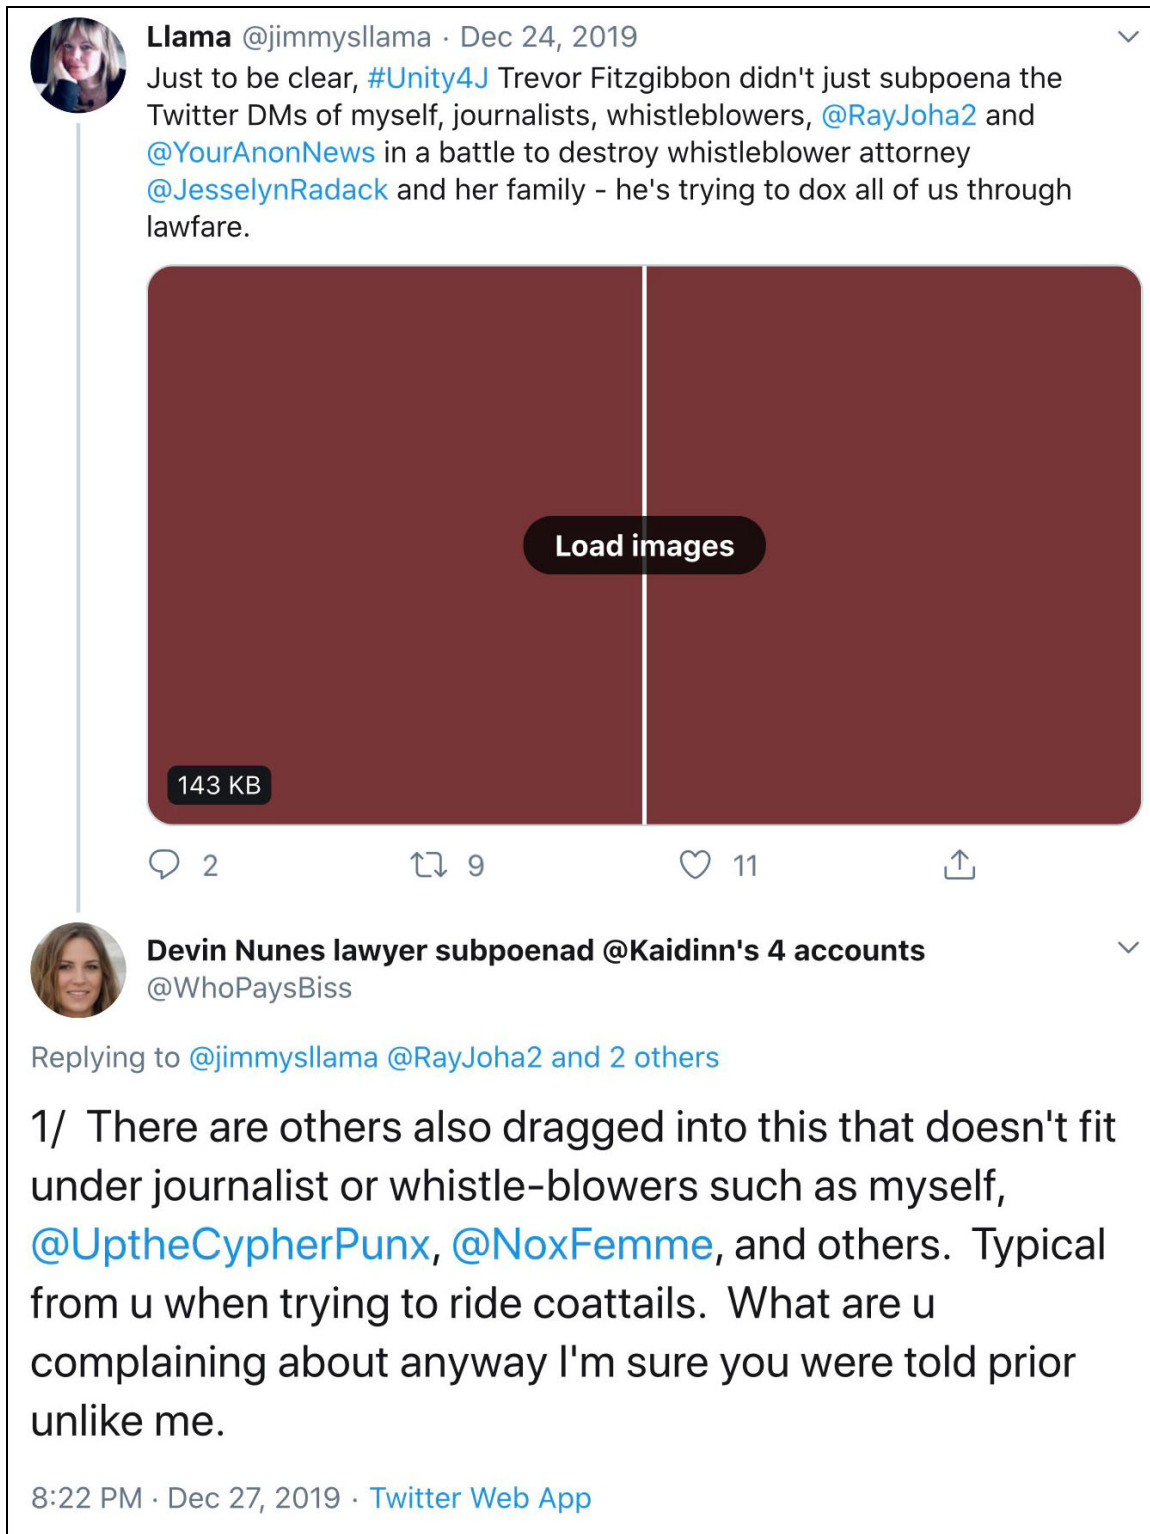 Llama @jimmysllama · Dec 24, 2019
Just to be clear, #Unity4J Trevor Fitzgibbon didn't just subpoena the
Twitter DMs of myself, journalists, whistleblowers, @RayJoha2 and
@YourAnonNews in a battle to destroy whistleblower attorney
@JesselynRadack and her family - he's trying to dox all of us through
lawfare.
Load images
143 KB
2 9 11
Devin Nunes lawyer subpoenad @Kaidinn's 4 accounts
@WhoPaysBiss
Replying to @jimmysllama @RayJoha2 and 2 others
1/ There are others also dragged into this that doesn't fit
under journalist or whistle-blowers such as myself,
@UptheCypherPunx, @NoxFemme, and others. Typical
from u when trying to ride coattails. What are u
complaining about anyway I'm sure you were told prior
unlike me.
8:22 PM · Dec 27, 2019 · Twitter Web App